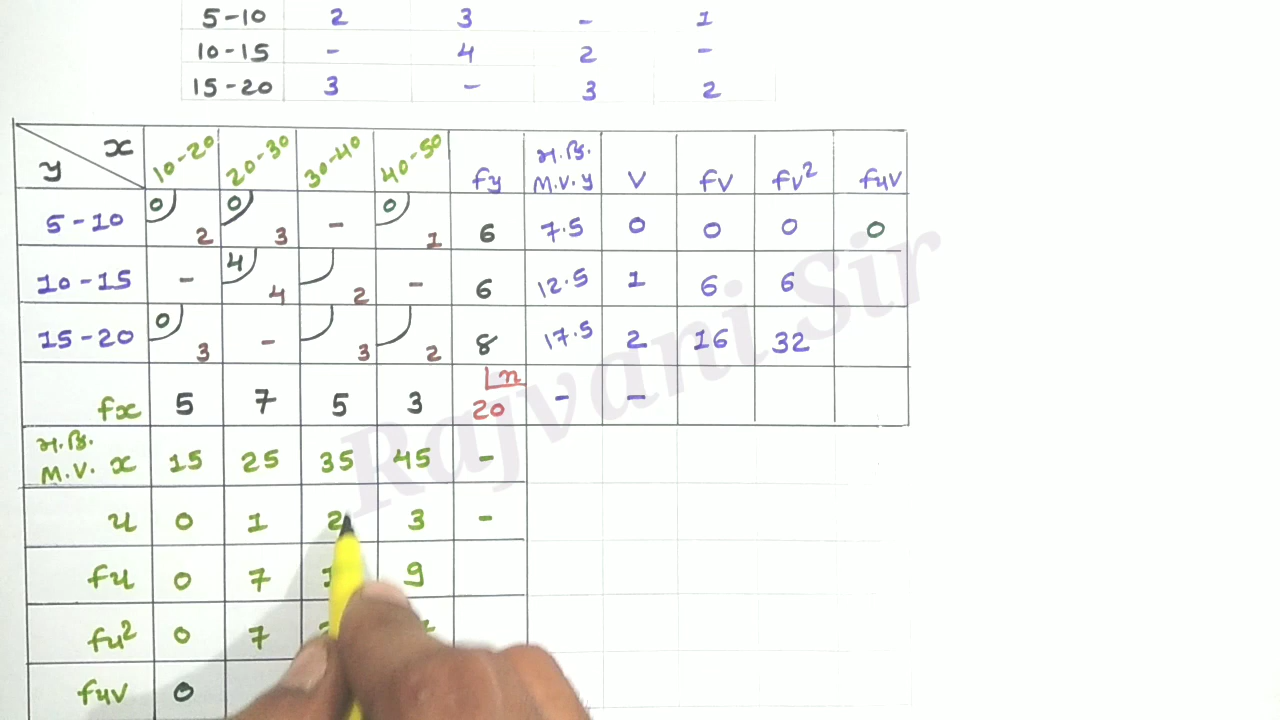 5-10 2 3 - 1
10-15 - 4 2 -
15-20 3 - 3 2
y x 10-20 20-30 30-40 40-50 fy મ.કિ. M.V. y v fv fv² fuv
5-10 0 2 0 3 - 0 1 6 7.5 0 0 0 0
10-15 - 4 4 2 - 6 12.5 1 6 6
15-20 0 3 - 3 2 8 17.5 2 16 32
fx 5 7 5 3 n 20 - -
મ.કિ.
M.V. x 15 25 35 45 -
u 0 1 2 3 -
fu 0 7 9
fu² 0 7
fuv 0
Rajvani Sir